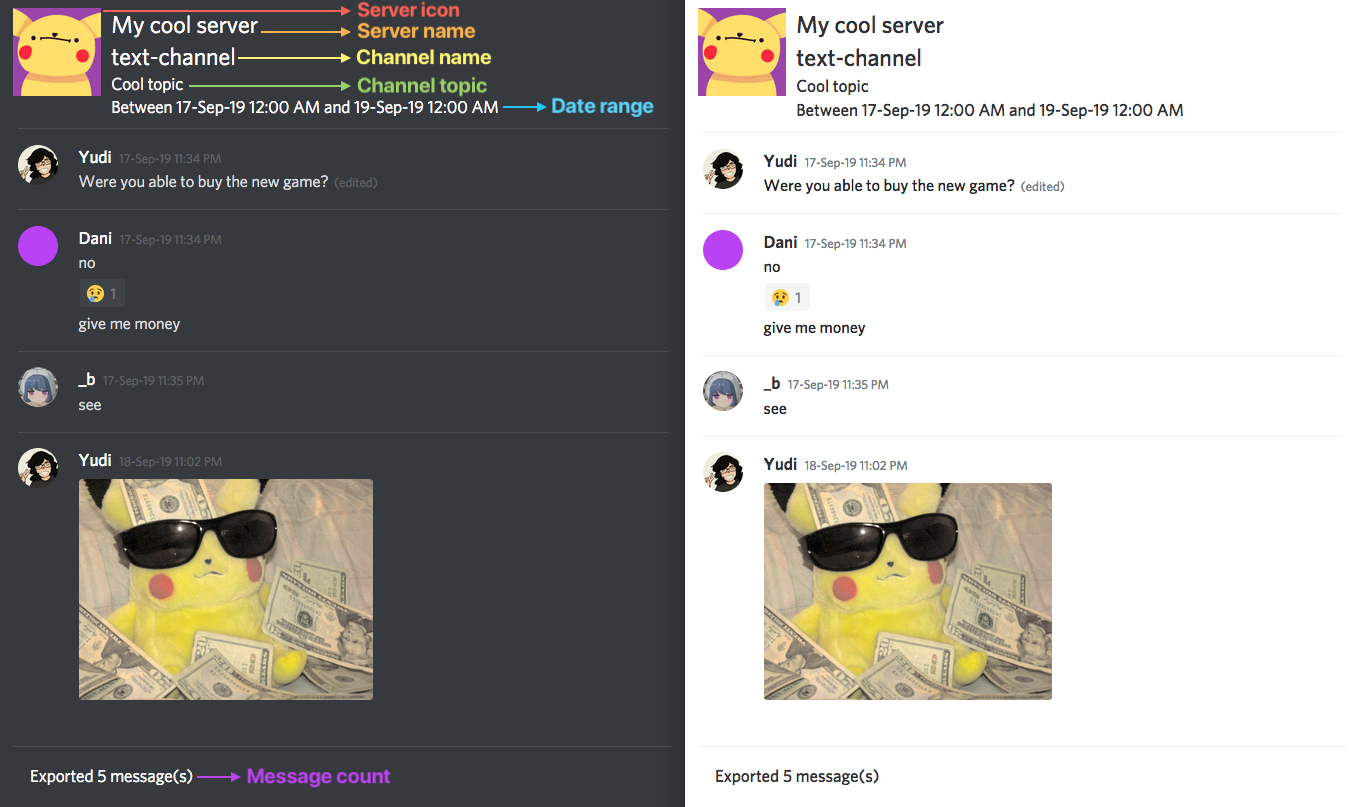 Server icon
My cool server
Server name
text-channel
Channel name
Cool topic
Channel topic
Between 17-Sep-19 12:00 AM and 19-Sep-19 12:00 AM
Date range
Yudi 17-Sep-19 11:34 PM
Were you able to buy the new game? (edited)
Dani 17-Sep-19 11:34 PM
no
😢 1
give me money
_b 17-Sep-19 11:35 PM
see
Yudi 18-Sep-19 11:02 PM
Exported 5 message(s)
Message count
My cool server
text-channel
Cool topic
Between 17-Sep-19 12:00 AM and 19-Sep-19 12:00 AM
Yudi 17-Sep-19 11:34 PM
Were you able to buy the new game? (edited)
Dani 17-Sep-19 11:34 PM
no
😢 1
give me money
_b 17-Sep-19 11:35 PM
see
Yudi 18-Sep-19 11:02 PM
Exported 5 message(s)